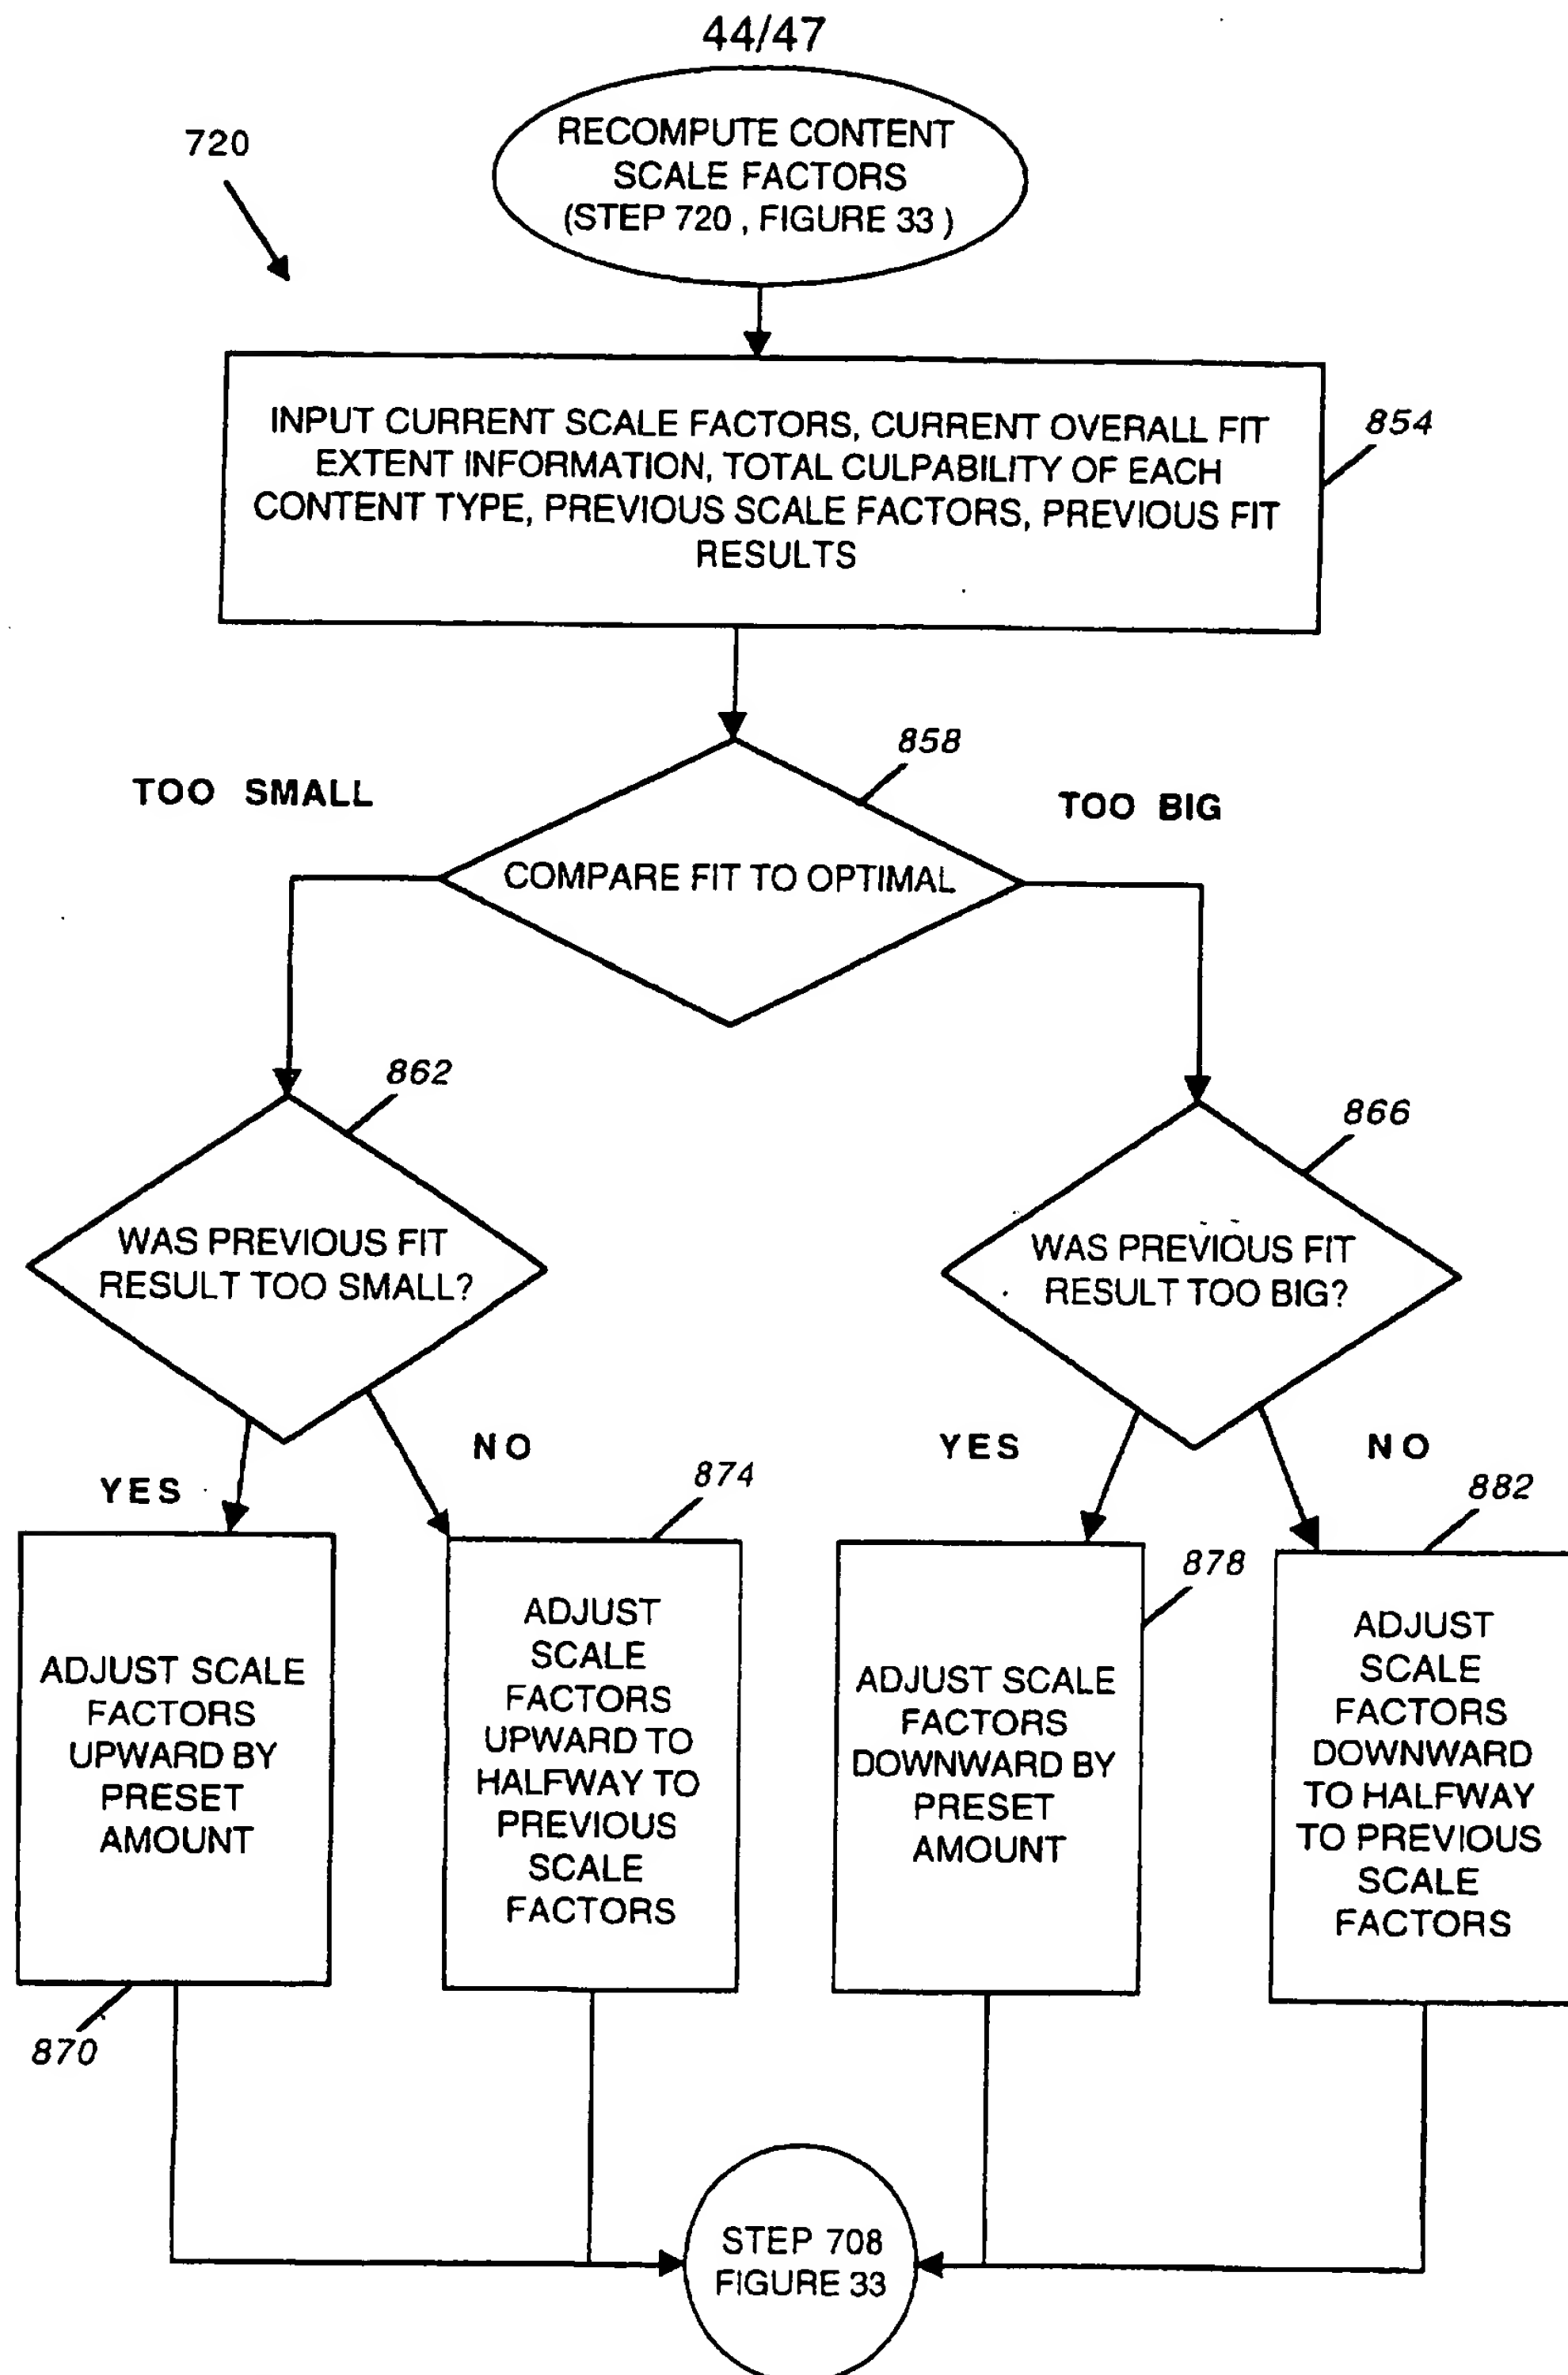 44/47
720
RECOMPUTE CONTENT
SCALE FACTORS
(STEP 720 , FIGURE 33 )
INPUT CURRENT SCALE FACTORS, CURRENT OVERALL FIT
EXTENT INFORMATION, TOTAL CULPABILITY OF EACH
CONTENT TYPE, PREVIOUS SCALE FACTORS, PREVIOUS FIT
RESULTS
854
858
TOO SMALL
TOO BIG
COMPARE FIT TO OPTIMAL
862
866
WAS PREVIOUS FIT
RESULT TOO SMALL?
WAS PREVIOUS FIT
RESULT TOO BIG?
YES
NO
874
YES
NO
882
878
ADJUST SCALE
FACTORS
UPWARD BY
PRESET
AMOUNT
870
ADJUST
SCALE
FACTORS
UPWARD TO
HALFWAY TO
PREVIOUS
SCALE
FACTORS
ADJUST SCALE
FACTORS
DOWNWARD BY
PRESET
AMOUNT
ADJUST
SCALE
FACTORS
DOWNWARD
TO HALFWAY
TO PREVIOUS
SCALE
FACTORS
STEP 708
FIGURE 33